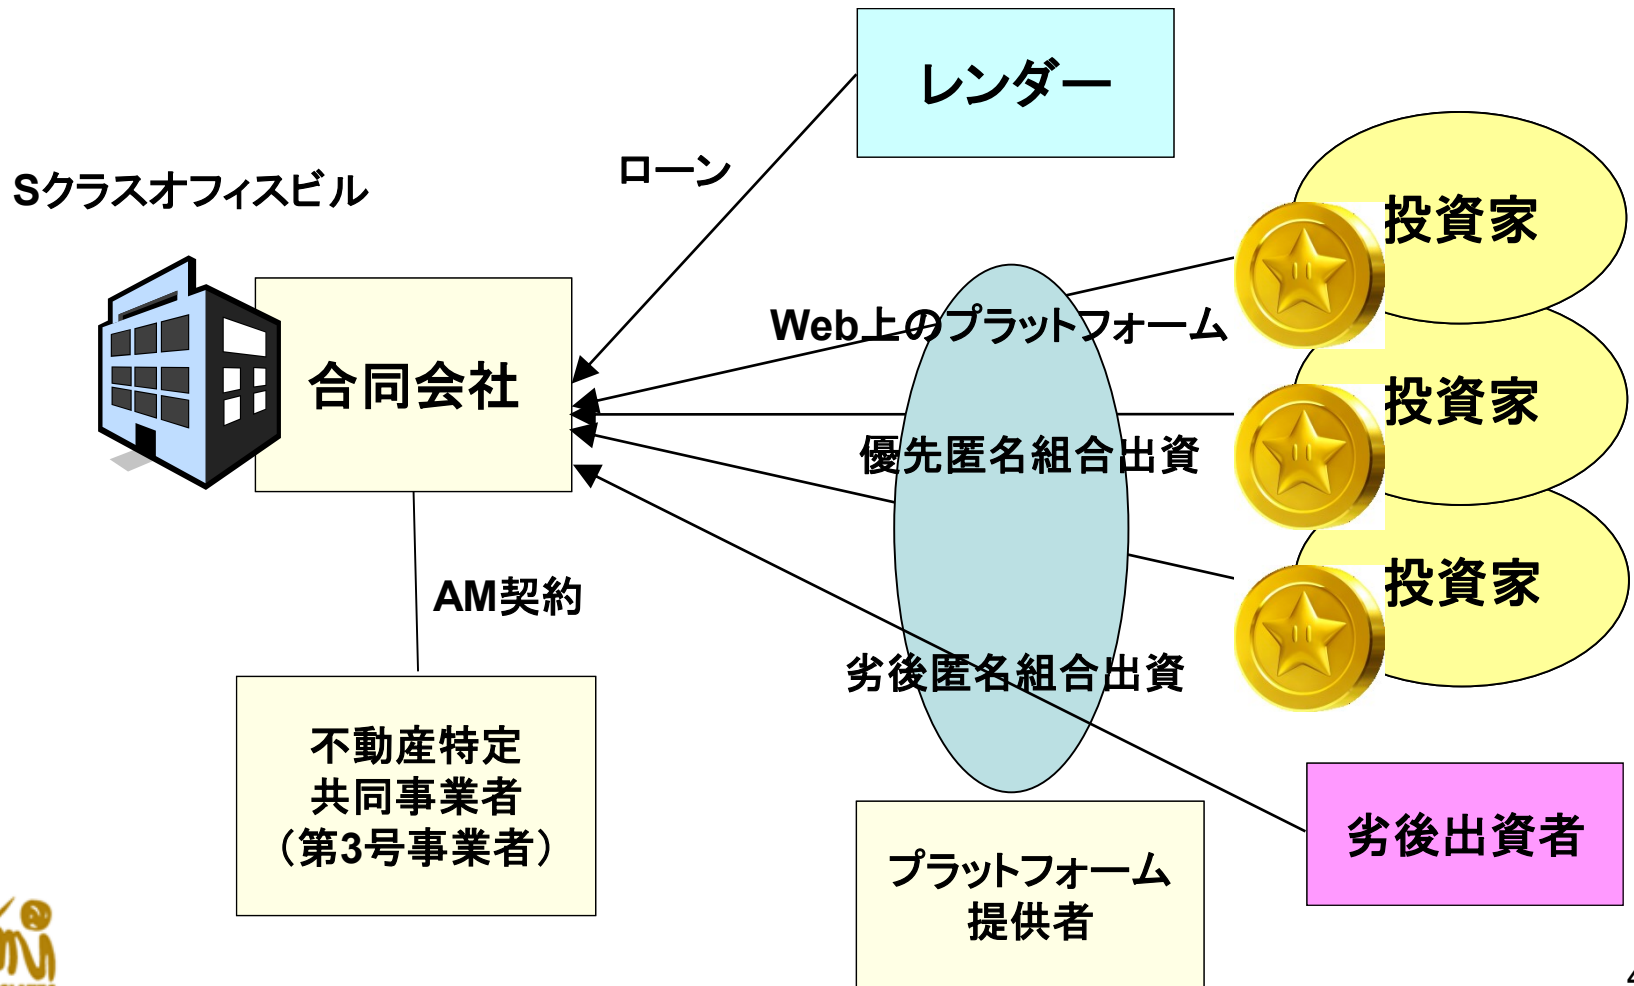 レンダー
ローン
Sクラスオフィスビル
投資家
Web上のプラットフォーム
合同会社
投資家
優先匿名組合出資
AM契約
投資家
劣後匿名組合出資
不動産特定
共同事業者
（第3号事業者）
劣後出資者
プラットフォーム
提供者